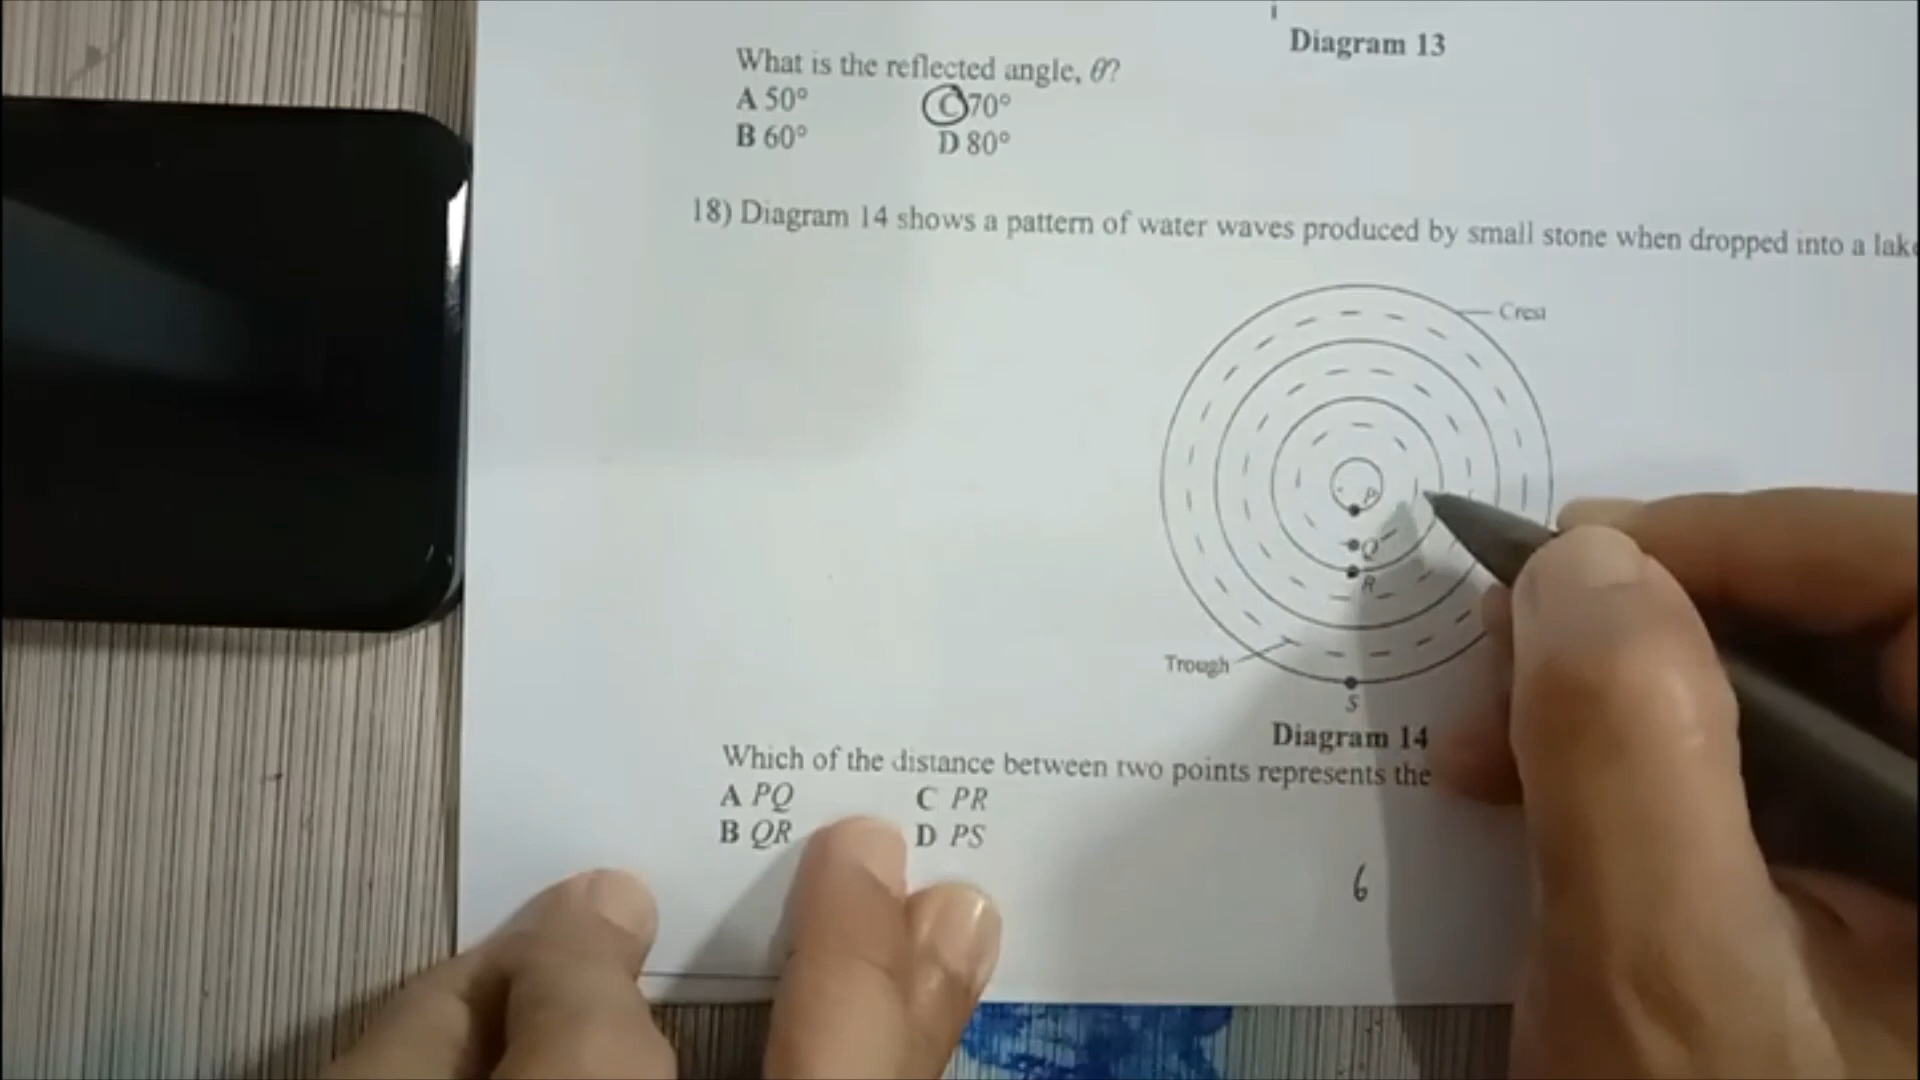 Diagram 13
What is the reflected angle, θ?
A 50° C 70°
B 60° D 80°
18) Diagram 14 shows a pattern of water waves produced by small stone when dropped into a
Crest
P
Q
R
Trough
S
Diagram 14
Which of the distance between two points represents the
A PQ C PR
B QR D PS
6